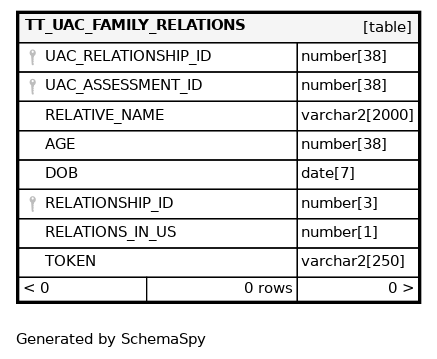 TT_UAC_FAMILY_RELATIONS [table]
UAC_RELATIONSHIP_ID number[38]
UAC_ASSESSMENT_ID number[38]
RELATIVE_NAME varchar2[2000]
AGE number[38]
DOB date[7]
RELATIONSHIP_ID number[3]
RELATIONS_IN_US number[1]
TOKEN varchar2[250]
< 0 0 rows 0 >
Generated by SchemaSpy